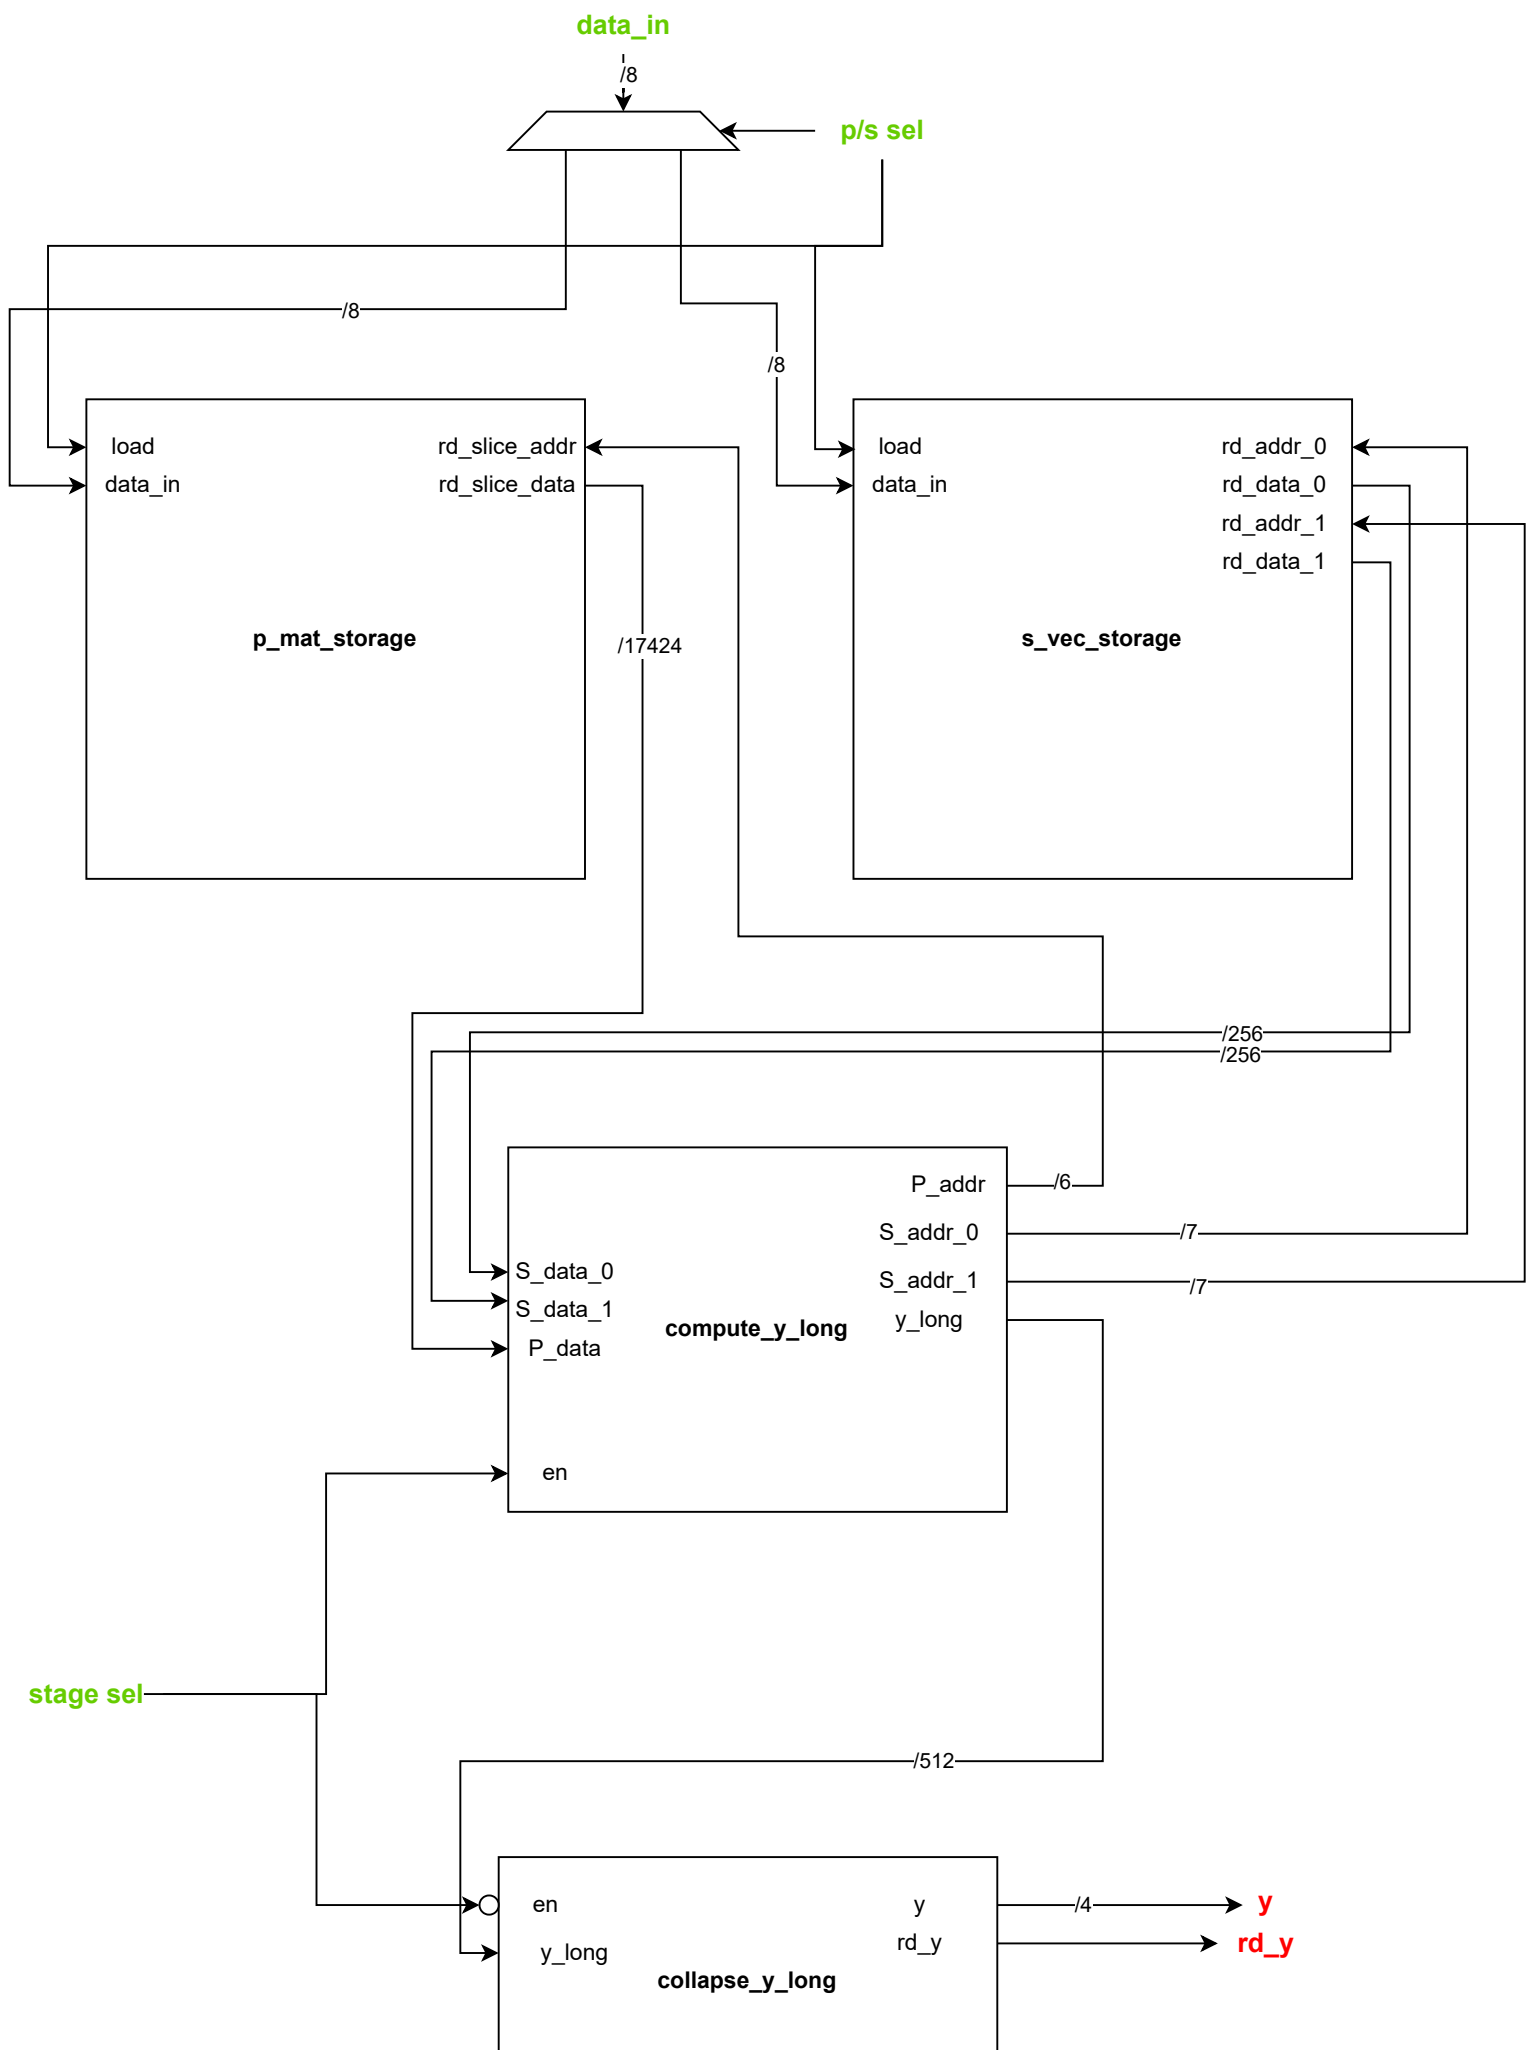 data_in
/8
p/s sel
/8
/8
load
rd_slice_addr
data_in
rd_slice_data
p_mat_storage
/17424
load
rd_addr_0
data_in
rd_data_0
rd_addr_1
rd_data_1
s_vec_storage
/256
/256
P_addr
/6
S_addr_0
/7
S_data_0
S_addr_1
/7
S_data_1
y_long
compute_y_long
P_data
en
stage sel
/512
en
y
/4
y
y_long
rd_y
rd_y
collapse_y_long